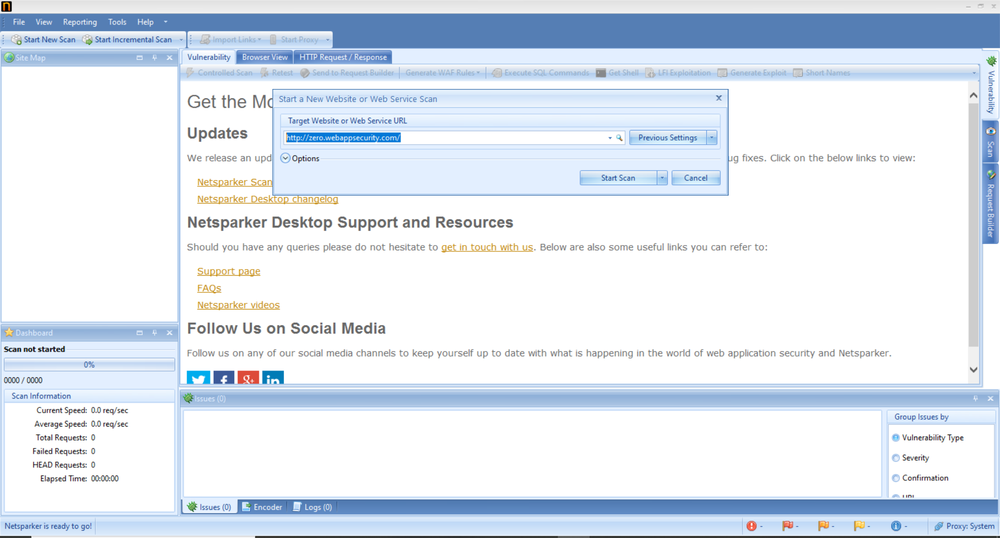 n
File View Reporting Tools Help
Start New Scan Start Incremental Scan Import Links Start Proxy
Site Map
Vulnerability Browser View HTTP Request / Response
Controlled Scan Retest Send to Request Builder Generate WAF Rules Execute SQL Commands Get Shell LFI Exploitation Generate Exploit Short Names
Get the Mo
Start a New Website or Web Service Scan
Target Website or Web Service URL
http://zero.webappsecurity.com/
Previous Settings
Options
Start Scan Cancel
Updates
We release an upd ug fixes. Click on the below links to view:
Netsparker Scan
Netsparker Desktop changelog
Netsparker Desktop Support and Resources
Should you have any queries please do not hesitate to get in touch with us. Below are also some useful links you can refer to:
Support page
FAQs
Netsparker videos
Follow Us on Social Media
Follow us on any of our social media channels to keep yourself up to date with what is happening in the world of web application security and Netsparker.
f g+ in
Vulnerability
Scan
Request Builder
Dashboard
Scan not started
0%
0000 / 0000
Scan Information
Current Speed: 0.0 req/sec
Average Speed: 0.0 req/sec
Total Requests: 0
Failed Requests: 0
HEAD Requests: 0
Elapsed Time: 00:00:00
Issues (0)
Group Issues by
Vulnerability Type
Severity
Confirmation
URL
Issues (0) Encoder Logs (0)
Netsparker is ready to go!
- - - - -
Proxy: System